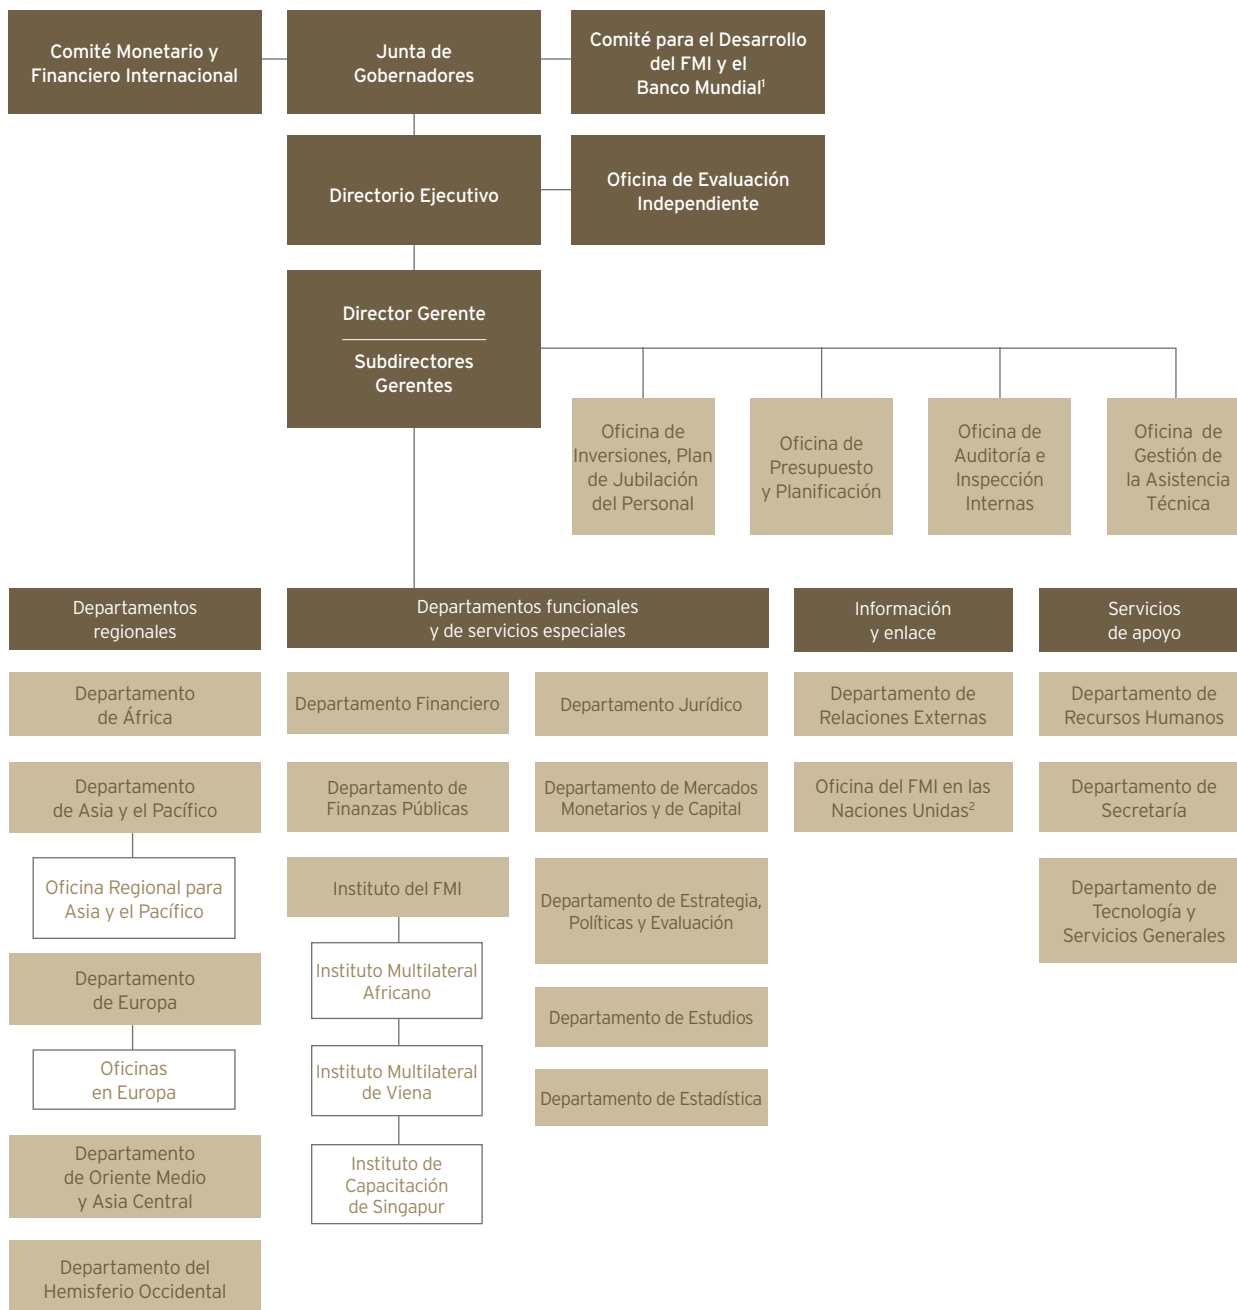 Comité Monetario y
Financiero Internacional
Junta de
Gobernadores
Comité para el Desarrollo
del FMI y el
Banco Mundial¹
Directorio Ejecutivo
Oficina de Evaluación
Independiente
Director Gerente
Subdirectores
Gerentes
Oficina de
Inversiones, Plan
de Jubilación
del Personal
Oficina de
Presupuesto
y Planificación
Oficina de
Auditoría e
Inspección
Internas
Oficina de
Gestión de
la Asistencia
Técnica
Departamentos
regionales
Departamentos funcionales
y de servicios especiales
Información
y enlace
Servicios
de apoyo
Departamento
de África
Departamento Financiero
Departamento Jurídico
Departamento de
Relaciones Externas
Departamento de
Recursos Humanos
Departamento
de Asia y el Pacífico
Departamento de
Finanzas Públicas
Departamento de Mercados
Monetarios y de Capital
Oficina del FMI en las
Naciones Unidas²
Departamento de
Secretaría
Oficina Regional para
Asia y el Pacífico
Instituto del FMI
Departamento de Estrategia,
Políticas y Evaluación
Departamento de
Tecnología y
Servicios Generales
Departamento
de Europa
Instituto Multilateral
Africano
Departamento de Estudios
Oficinas
en Europa
Instituto Multilateral
de Viena
Departamento de Estadística
Departamento
de Oriente Medio
y Asia Central
Instituto de
Capacitación
de Singapur
Departamento del
Hemisferio Occidental